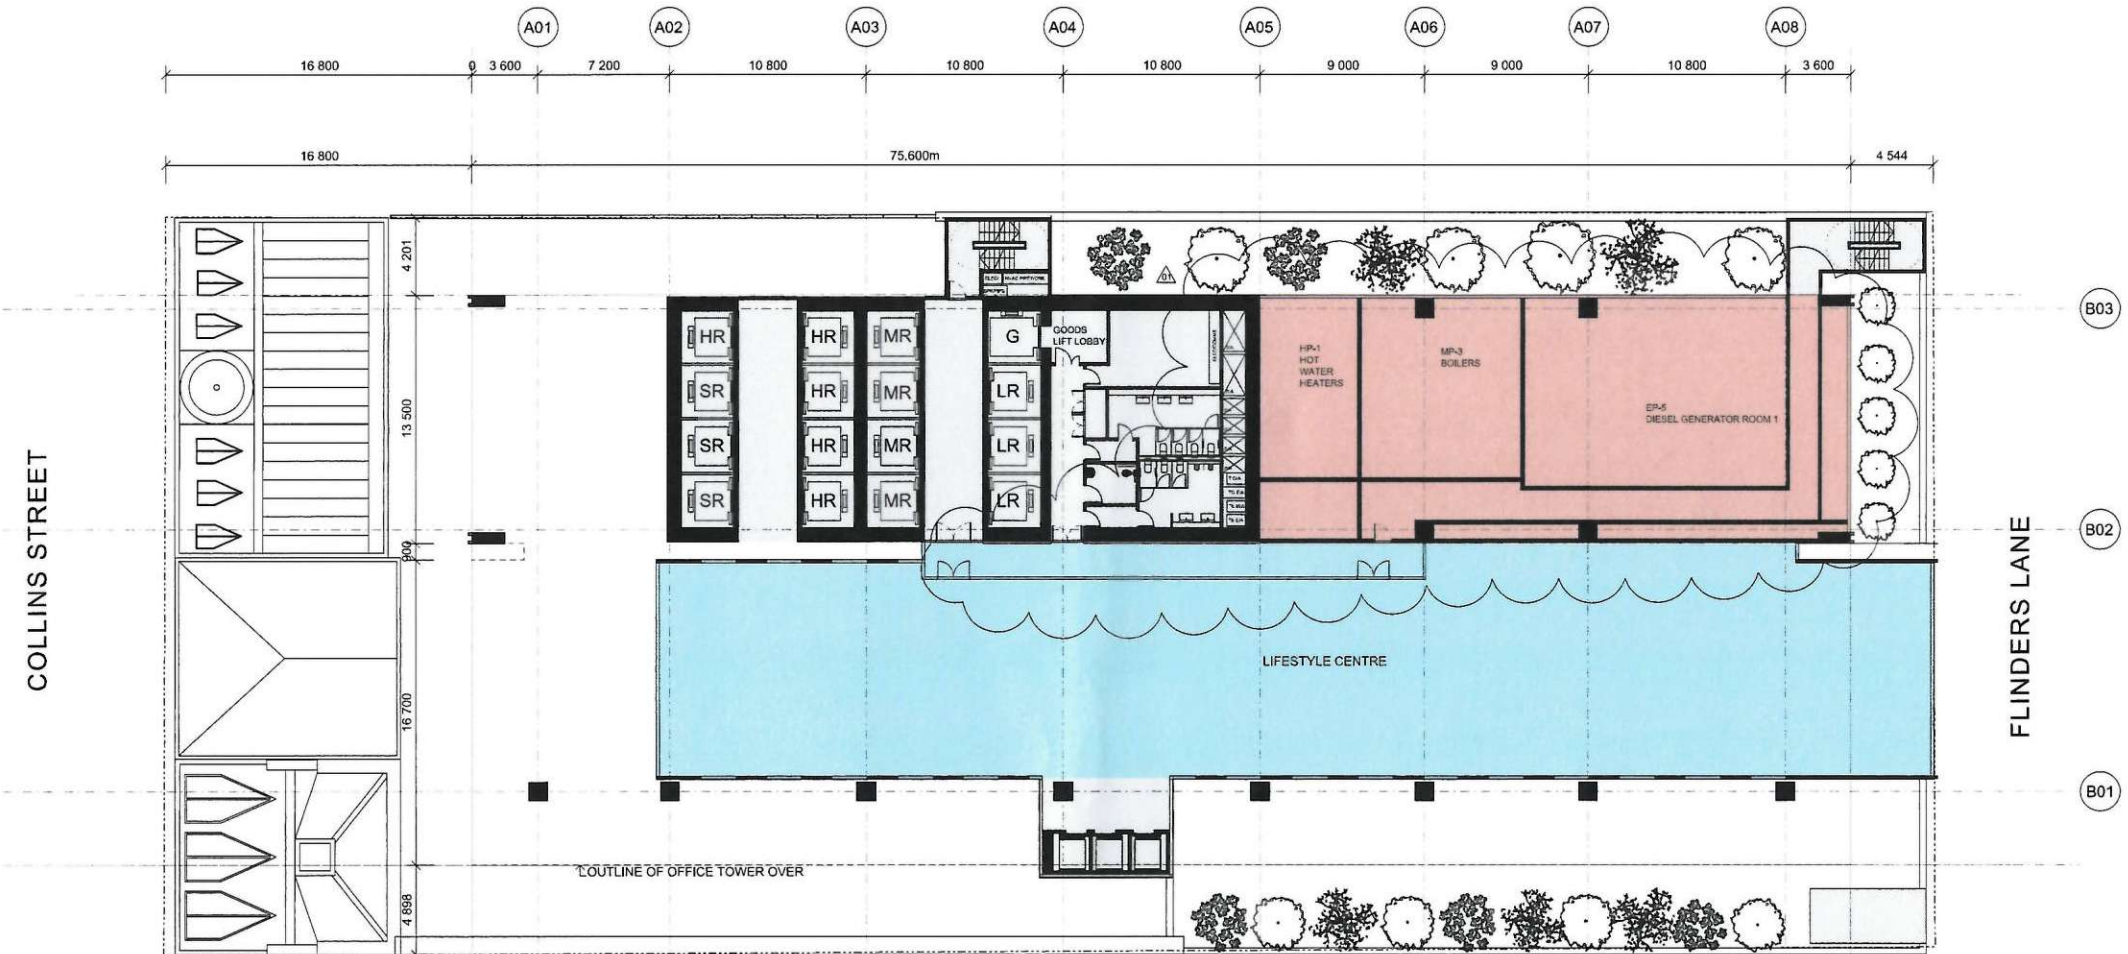 A01 A02 A03 A04 A05 A06 A07 A08
16 800 0 3 600 7 200 10 800 10 800 10 800 9 000 9 000 10 800 3 600
16 800 75.600m 4 544
4 201
13 500
900
16 700
4 898
COLLINS STREET
FLINDERS LANE
B03
B02
B01
01
HR HR MR G
GOODS
LIFT LOBBY
SR HR MR LR
SR HR MR LR
SR HR MR LR
HP-1
HOT
WATER
HEATERS
MP-3
BOILERS
EP-5
DIESEL GENERATOR ROOM 1
LIFESTYLE CENTRE
OUTLINE OF OFFICE TOWER OVER